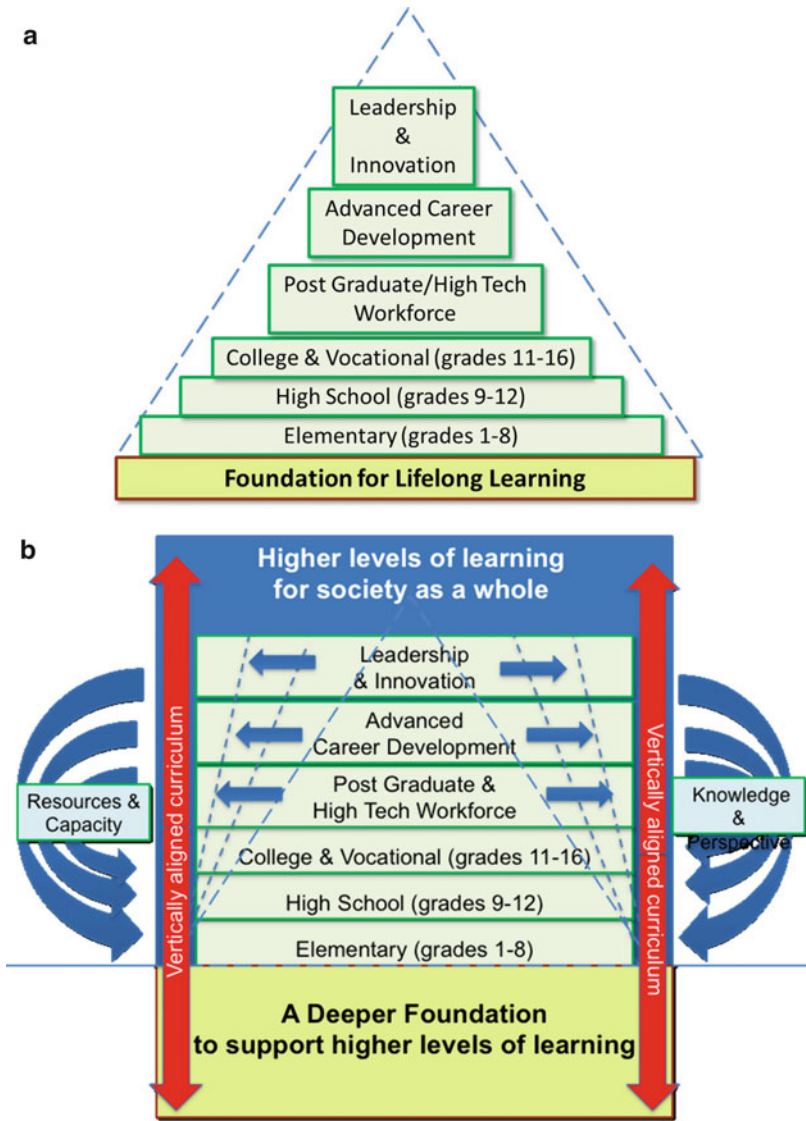 a
Leadership
&
Innovation
Advanced Career
Development
Post Graduate/High Tech
Workforce
College & Vocational (grades 11-16)
High School (grades 9-12)
Elementary (grades 1-8)
Foundation for Lifelong Learning
b
Higher levels of learning
for society as a whole
Leadership
& Innovation
Advanced
Career Development
Post Graduate &
High Tech Workforce
College & Vocational (grades 11-16)
High School (grades 9-12)
Elementary (grades 1-8)
Resources &
Capacity
Vertically aligned curriculum
Vertically aligned curriculum
Knowledge
&
Perspective
A Deeper Foundation
to support higher levels of learning